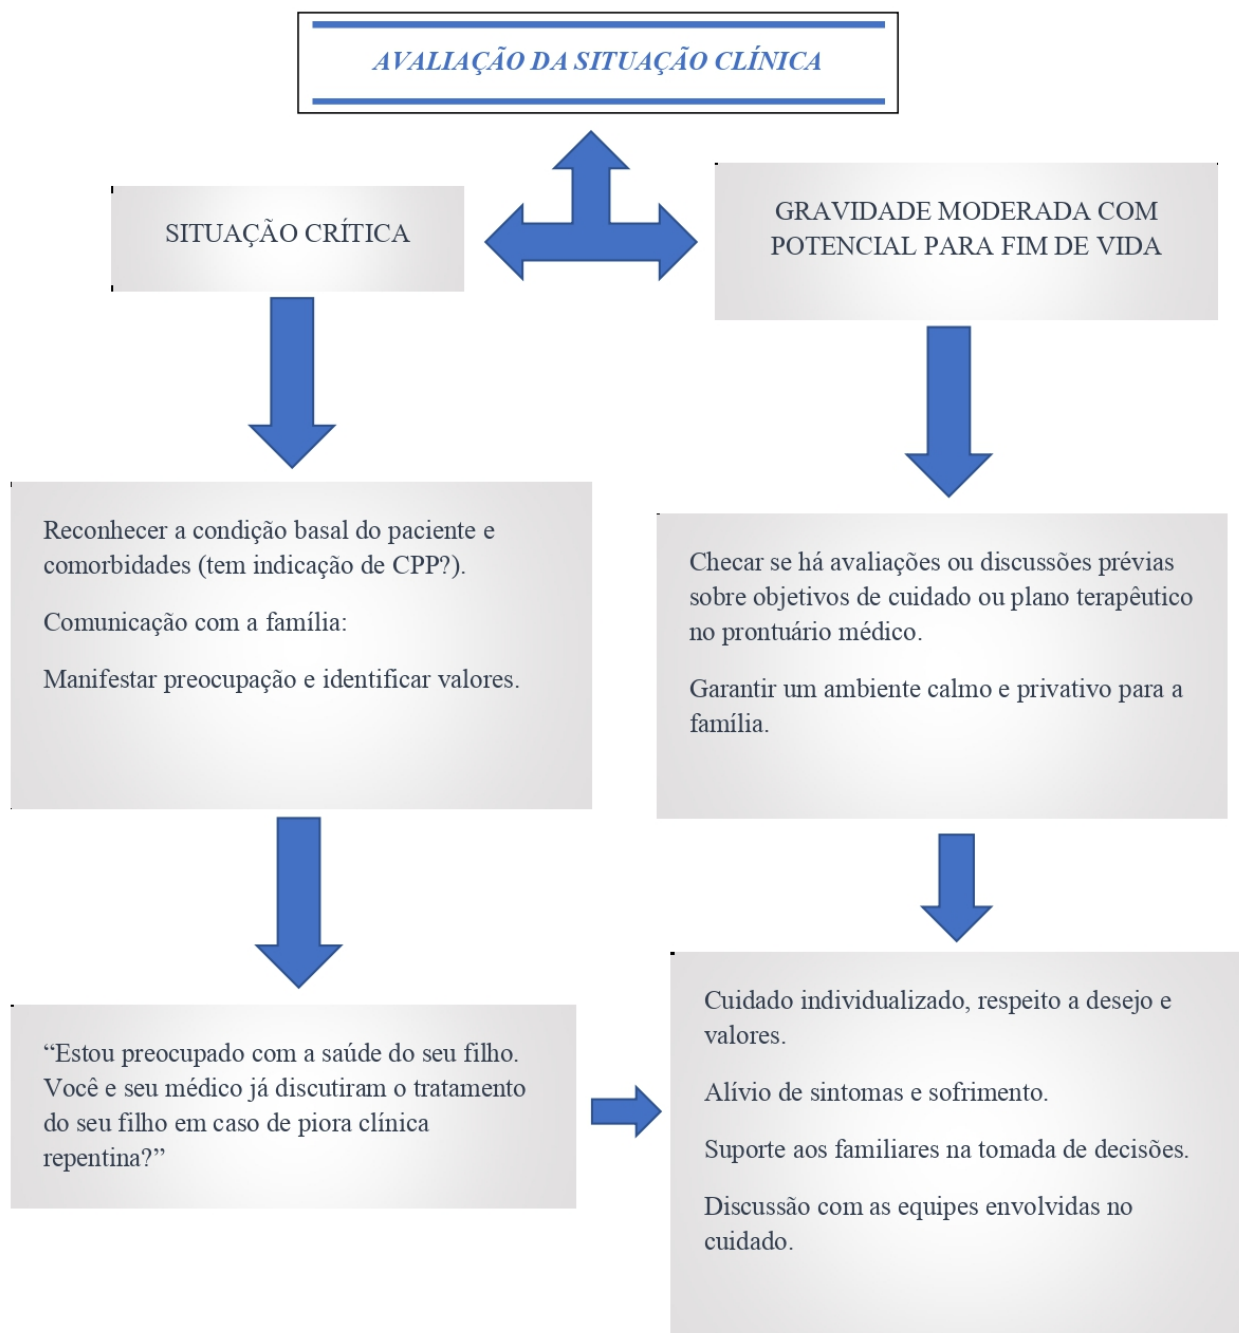 AVALIAÇÃO DA SITUAÇÃO CLÍNICA
SITUAÇÃO CRÍTICA
GRAVIDADE MODERADA COM
POTENCIAL PARA FIM DE VIDA
Reconhecer a condição basal do paciente e
comorbidades (tem indicação de CPP?).
Comunicação com a família:
Manifestar preocupação e identificar valores.
Checar se há avaliações ou discussões prévias
sobre objetivos de cuidado ou plano terapêutico
no prontuário médico.
Garantir um ambiente calmo e privativo para a
família.
“Estou preocupado com a saúde do seu filho.
Você e seu médico já discutiram o tratamento
do seu filho em caso de piora clínica
repentina?”
Cuidado individualizado, respeito a desejo e
valores.
Alívio de sintomas e sofrimento.
Suporte aos familiares na tomada de decisões.
Discussão com as equipes envolvidas no
cuidado.